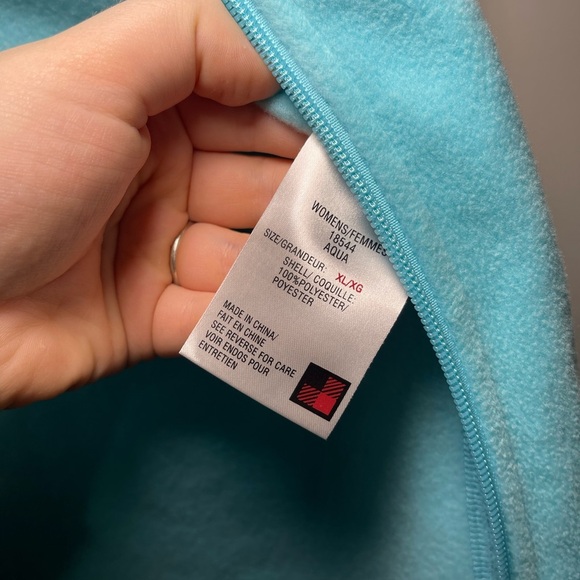 WOMENS/FEMMES
18544
AQUA
SIZE/GRANDEUR: XL/XG
SHELL/ COQUILLE:
100%POLYESTER/
POYESTER
MADE IN CHINA/
FAIT EN CHINE
SEE REVERSE FOR CARE
VOIR ENDOS POUR
ENTRETIEN